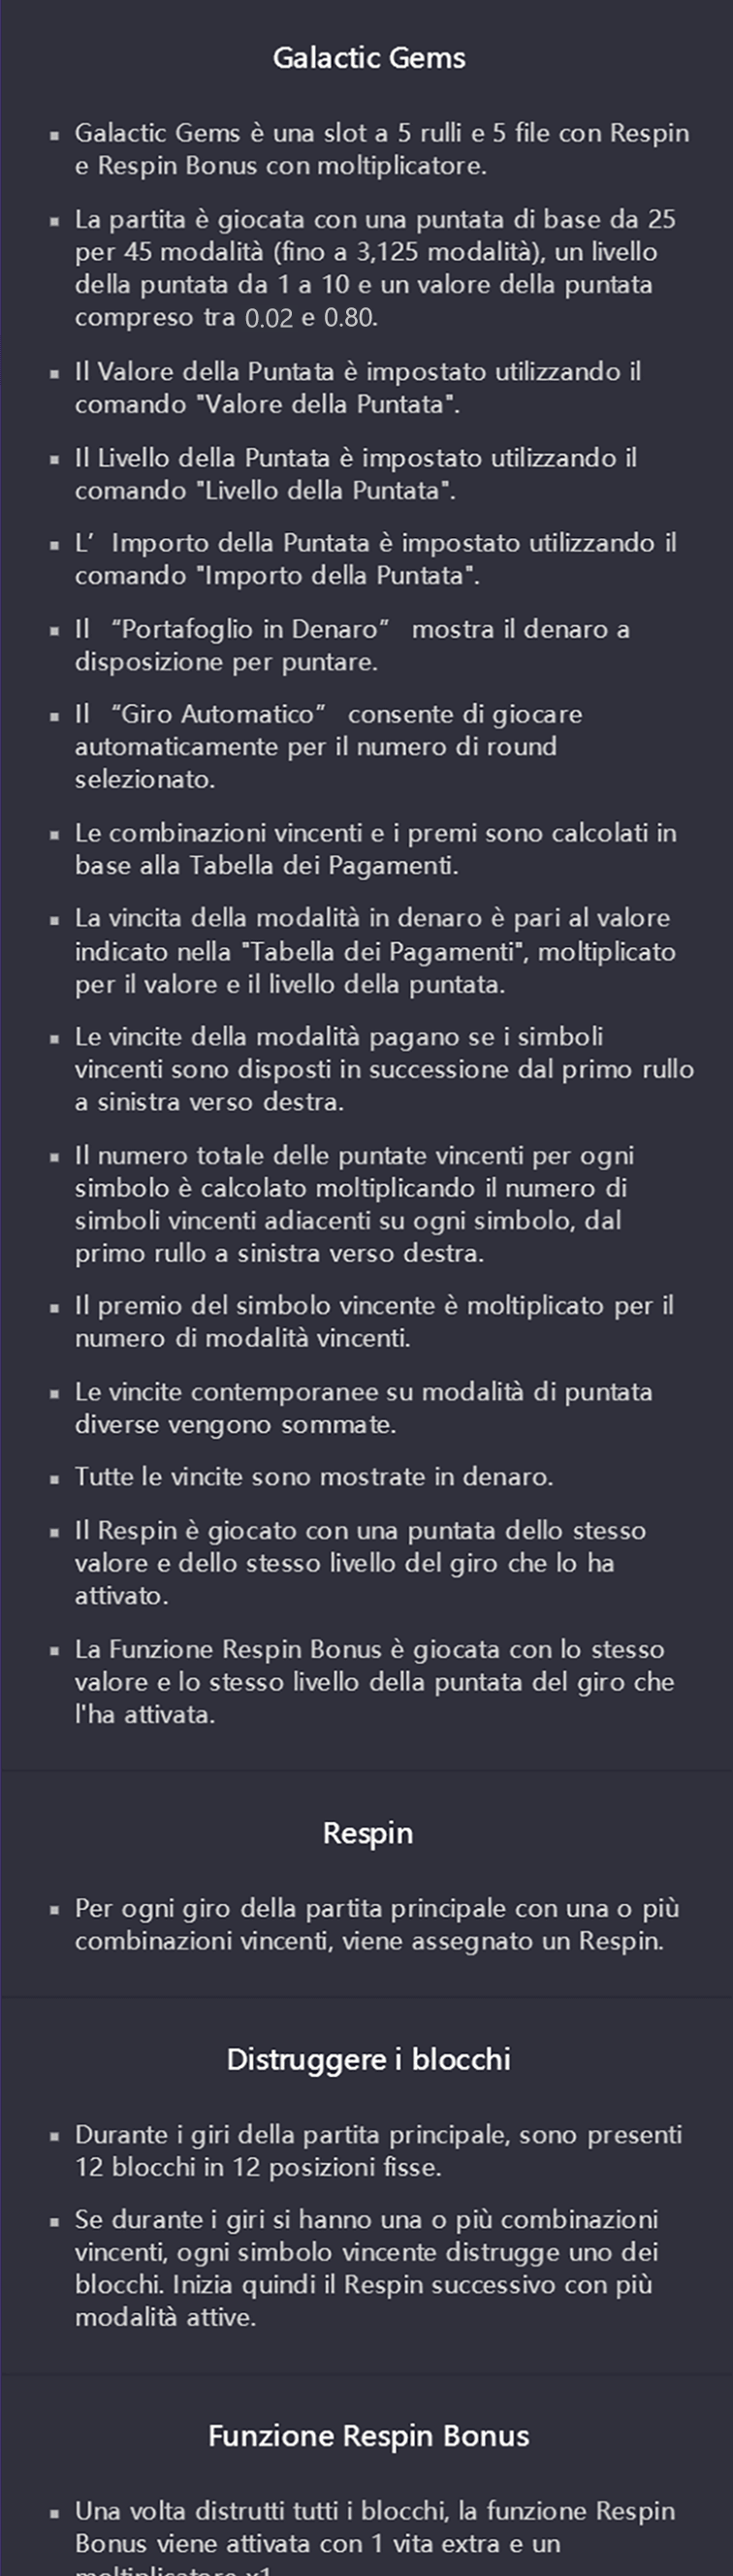 Galactic Gems
▪ Galactic Gems è una slot a 5 rulli e 5 file con Respin
e Respin Bonus con moltiplicatore.
▪ La partita è giocata con una puntata di base da 25
per 45 modalità (fino a 3,125 modalità), un livello
della puntata da 1 a 10 e un valore della puntata
compreso tra 0.02 e 0.80.
▪ Il Valore della Puntata è impostato utilizzando il
comando "Valore della Puntata".
▪ Il Livello della Puntata è impostato utilizzando il
comando "Livello della Puntata".
▪ L’ Importo della Puntata è impostato utilizzando il
comando "Importo della Puntata".
▪ Il “Portafoglio in Denaro” mostra il denaro a
disposizione per puntare.
▪ Il “Giro Automatico” consente di giocare
automaticamente per il numero di round
selezionato.
▪ Le combinazioni vincenti e i premi sono calcolati in
base alla Tabella dei Pagamenti.
▪ La vincita della modalità in denaro è pari al valore
indicato nella "Tabella dei Pagamenti", moltiplicato
per il valore e il livello della puntata.
▪ Le vincite della modalità pagano se i simboli
vincenti sono disposti in successione dal primo rullo
a sinistra verso destra.
▪ Il numero totale delle puntate vincenti per ogni
simbolo è calcolato moltiplicando il numero di
simboli vincenti adiacenti su ogni simbolo, dal
primo rullo a sinistra verso destra.
▪ Il premio del simbolo vincente è moltiplicato per il
numero di modalità vincenti.
▪ Le vincite contemporanee su modalità di puntata
diverse vengono sommate.
▪ Tutte le vincite sono mostrate in denaro.
▪ Il Respin è giocato con una puntata dello stesso
valore e dello stesso livello del giro che lo ha
attivato.
▪ La Funzione Respin Bonus è giocata con lo stesso
valore e lo stesso livello della puntata del giro che
l'ha attivata.
Respin
▪ Per ogni giro della partita principale con una o più
combinazioni vincenti, viene assegnato un Respin.
Distruggere i blocchi
▪ Durante i giri della partita principale, sono presenti
12 blocchi in 12 posizioni fisse.
▪ Se durante i giri si hanno una o più combinazioni
vincenti, ogni simbolo vincente distrugge uno dei
blocchi. Inizia quindi il Respin successivo con più
modalità attive.
Funzione Respin Bonus
▪ Una volta distrutti tutti i blocchi, la funzione Respin
Bonus viene attivata con 1 vita extra e un